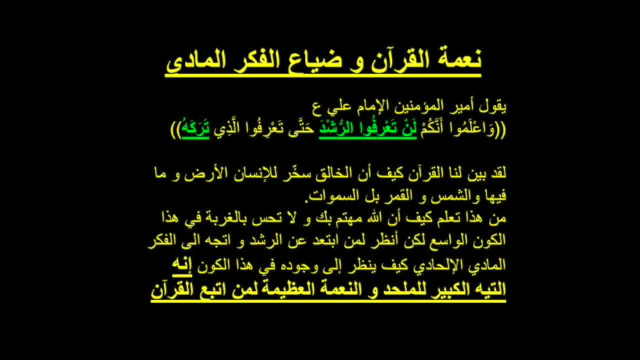 نعمة القرآن و ضياع الفكر المادي
يقول أمير المؤمنين الإمام علي ع
((وَاعْلَمُوا أَنَّكُمْ لَنْ تَعْرِفُوا الرُّشْدَ حَتَّى تَعْرِفُوا الَّذِي تَرَكَهُ))
لقد بين لنا القرآن كيف أن الخالق سخّر للإنسان الأرض و ما
فيها والشمس و القمر بل السموات.
من هذا تعلم كيف أن الله مهتم بك و لا تحس بالغربة في هذا
الكون الواسع لكن أنظر لمن ابتعد عن الرشد و اتجه الى الفكر
المادي الإلحادي كيف ينظر إلى وجوده في هذا الكون إنه
التيه الكبير للملحد و النعمة العظيمة لمن اتبع القرآن